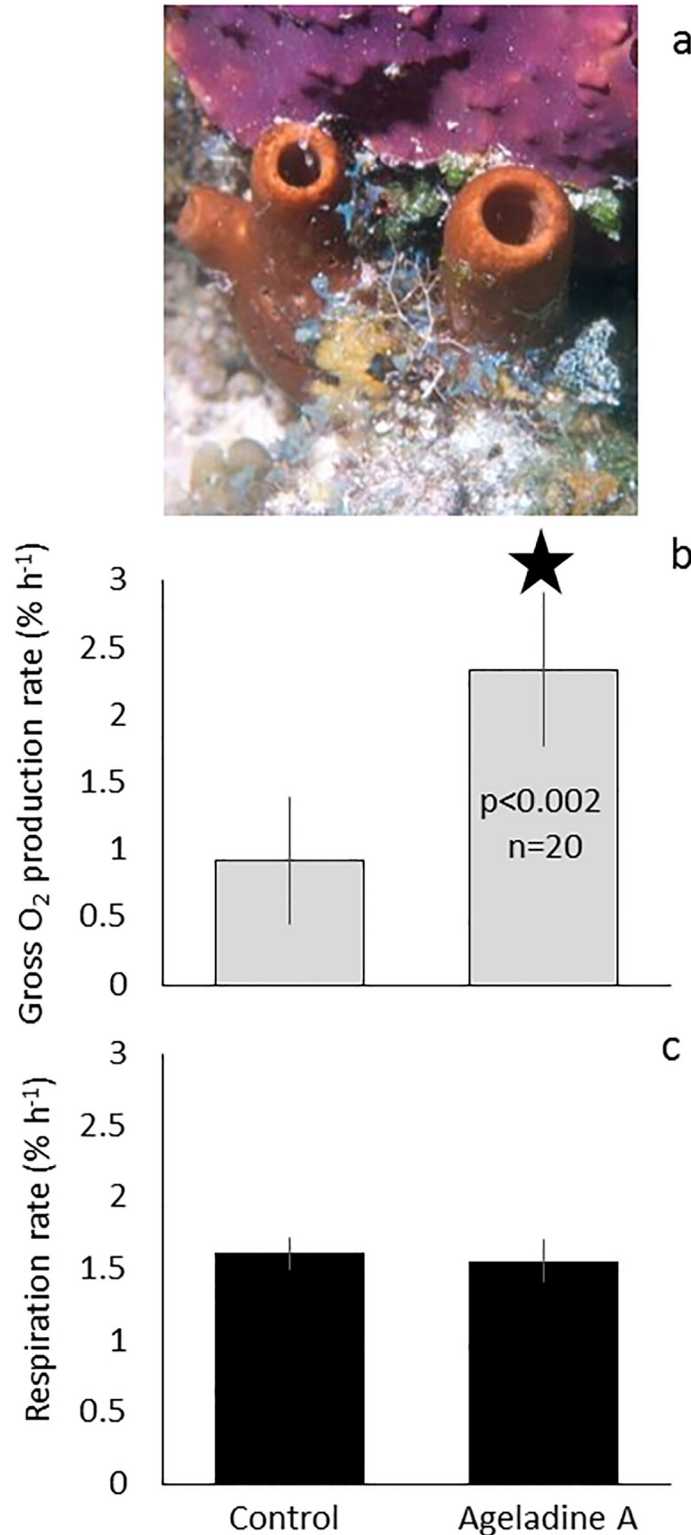 a
b
Gross O₂ production rate (% h⁻¹)
3
2.5
2
1.5
1
0.5
0
p<0.002
n=20
c
Respiration rate (% h⁻¹)
3
2.5
2
1.5
1
0.5
0
Control
Ageladine A